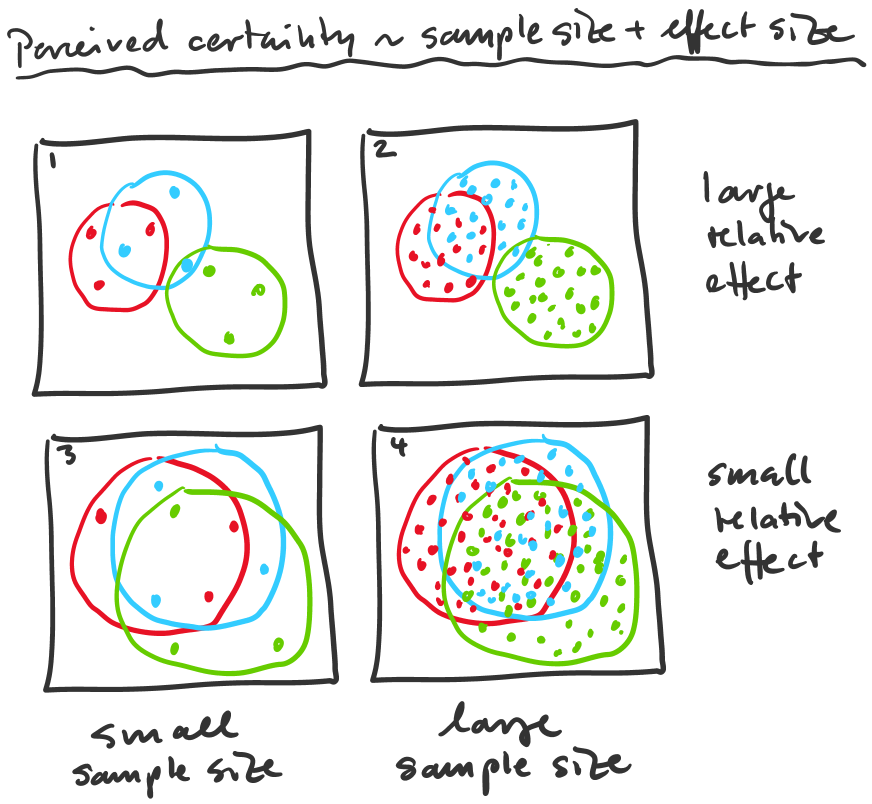 Perceived certainty ~ sample size + effect size
1
2
large
relative
effect
3
4
small
relative
effect
small
sample size
large
sample size